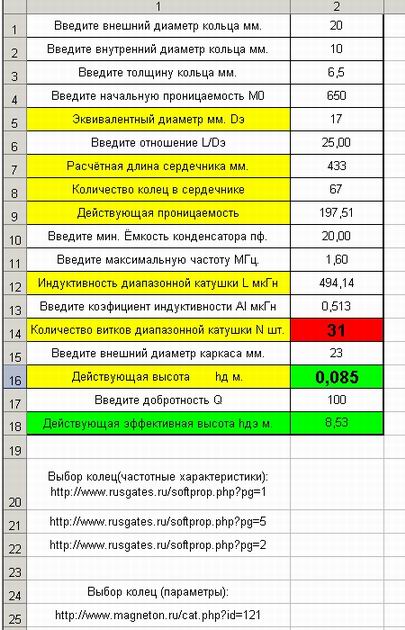 1 2
1 Введите внешний диаметр кольца мм. 20
2 Введите внутренний диаметр кольца мм. 10
3 Введите толщину кольца мм. 6,5
4 Введите начальную проницаемость М0 650
5 Эквивалентный диаметр мм. Dэ 17
6 Введите отношение L/Dэ 25,00
7 Расчётная длина сердечника мм. 433
8 Количество колец в сердечнике 67
9 Действующая проницаемость 197,51
10 Введите мин. Ёмкость конденсатора пф. 20,00
11 Введите максимальную частоту МГц. 1,60
12 Индуктивность диапазонной катушки L мкГн 494,14
13 Введите коэфициент индуктивности Al мкГн 0,513
14 Количество витков диапазонной катушки N шт. 31
15 Введите внешний диаметр каркаса мм. 23
16 Действующая высота hд м. 0,085
17 Введите добротность Q 100
18 Действующая эффективная высота hдэ м 8,53
19
Выбор колец(частотные характеристики):
20 http://www.rusgates.ru/softprop.php?pg=1
21 http://www.rusgates.ru/softprop.php?pg=5
22 http://www.rusgates.ru/softprop.php?pg=2
23
24 Выбор колец (параметры):
25 http://www.magneton.ru/cat.php?id=121